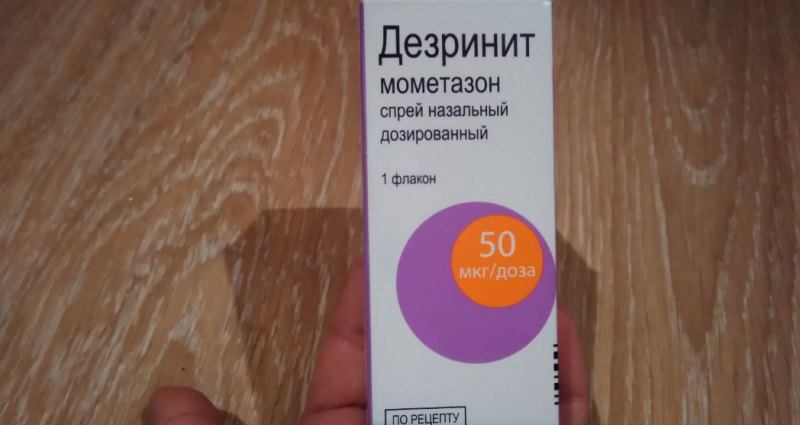 Дезринит
мометазон
спрей назальный
дозированный
1 флакон
50
мкг/доза
ПО РЕЦЕПТУ